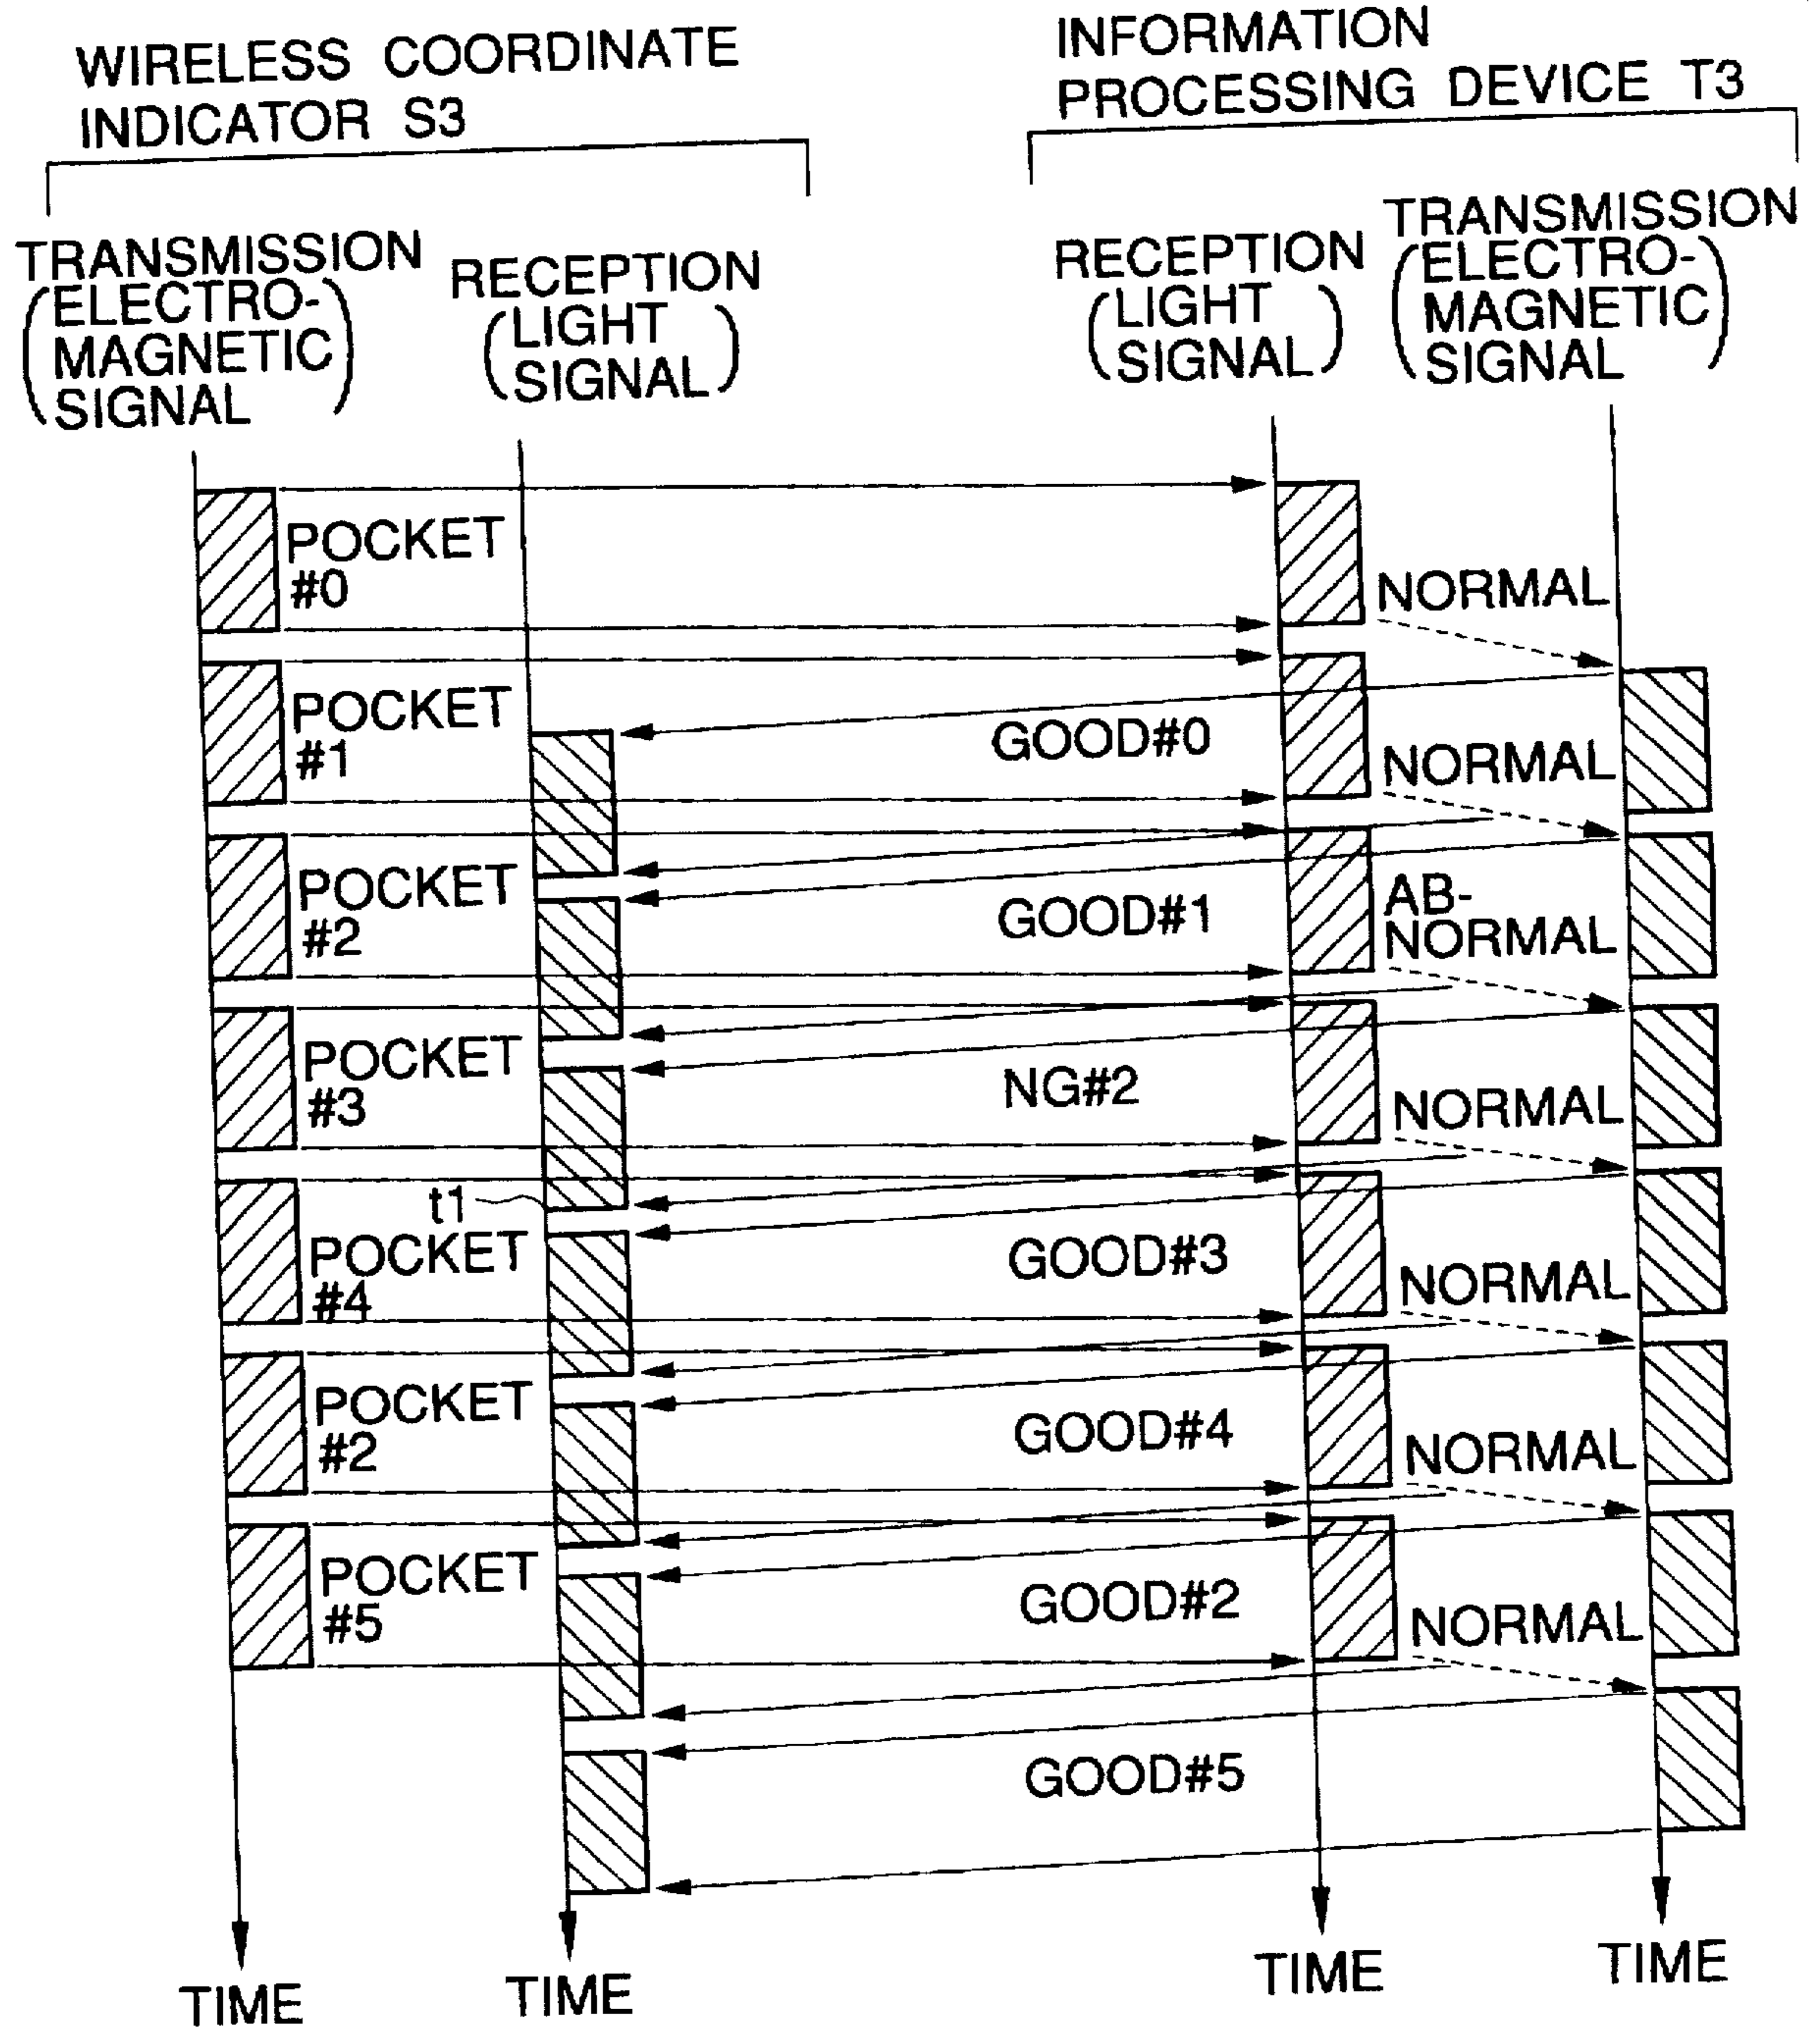 WIRELESS COORDINATE
INDICATOR S3
INFORMATION
PROCESSING DEVICE T3
TRANSMISSION
(ELECTRO-
MAGNETIC
SIGNAL)
RECEPTION
(LIGHT
SIGNAL)
RECEPTION
(LIGHT
SIGNAL)
TRANSMISSION
(ELECTRO-
MAGNETIC
SIGNAL)
POCKET
#0
NORMAL
POCKET
#1
GOOD#0
NORMAL
POCKET
#2
GOOD#1
AB-
NORMAL
POCKET
#3
NG#2
NORMAL
t1
POCKET
#4
GOOD#3
NORMAL
POCKET
#2
GOOD#4
NORMAL
POCKET
#5
GOOD#2
NORMAL
GOOD#5
TIME
TIME
TIME
TIME